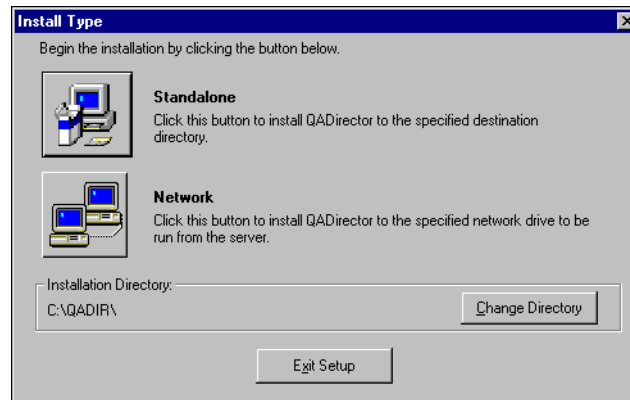 Install Type
Begin the installation by clicking the button below.
Standalone
Click this button to install QADirector to the specified destination
directory.
Network
Click this button to install QADirector to the specified network drive to be
run from the server.
Installation Directory:
C:\QADIR\
Change Directory
Exit Setup